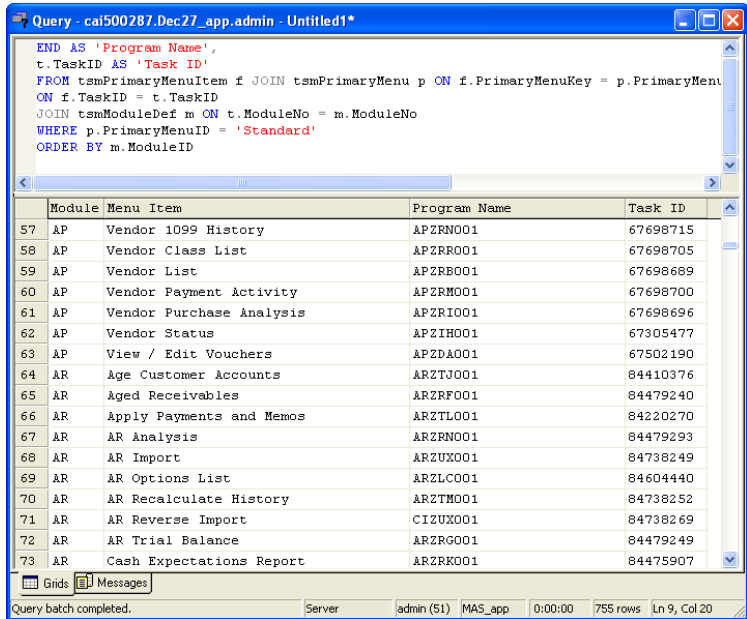 Query - cai500287.Dec27_app.admin - Untitled1*
END AS 'Program Name',
t.TaskID AS 'Task ID'
FROM tsmPrimaryMenuItem f JOIN tsmPrimaryMenu p ON f.PrimaryMenuKey = p.PrimaryMenu
ON f.TaskID = t.TaskID
JOIN tsmModuleDef m ON t.ModuleNo = m.ModuleNo
WHERE p.PrimaryMenuID = 'Standard'
ORDER BY m.ModuleID
Module Menu Item Program Name Task ID
57 AP Vendor 1099 History APZRN001 67698715
58 AP Vendor Class List APZRR001 67698705
59 AP Vendor List APZRB001 67698689
60 AP Vendor Payment Activity APZRM001 67698700
61 AP Vendor Purchase Analysis APZRI001 67698696
62 AP Vendor Status APZIH001 67305477
63 AP View / Edit Vouchers APZDA001 67502190
64 AR Age Customer Accounts ARZTJ001 84410376
65 AR Aged Receivables ARZRF001 84479240
66 AR Apply Payments and Memos ARZTL001 84220270
67 AR AR Analysis ARZRN001 84479293
68 AR AR Import ARZUX001 84738249
69 AR AR Options List ARZLC001 84604440
70 AR AR Recalculate History ARZTM001 84738252
71 AR AR Reverse Import CIZUX001 84738269
72 AR AR Trial Balance ARZRG001 84479249
73 AR Cash Expectations Report ARZRK001 84475907
Grids Messages
Query batch completed. Server admin (51) MAS_app 0:00:00 755 rows Ln 9, Col 20